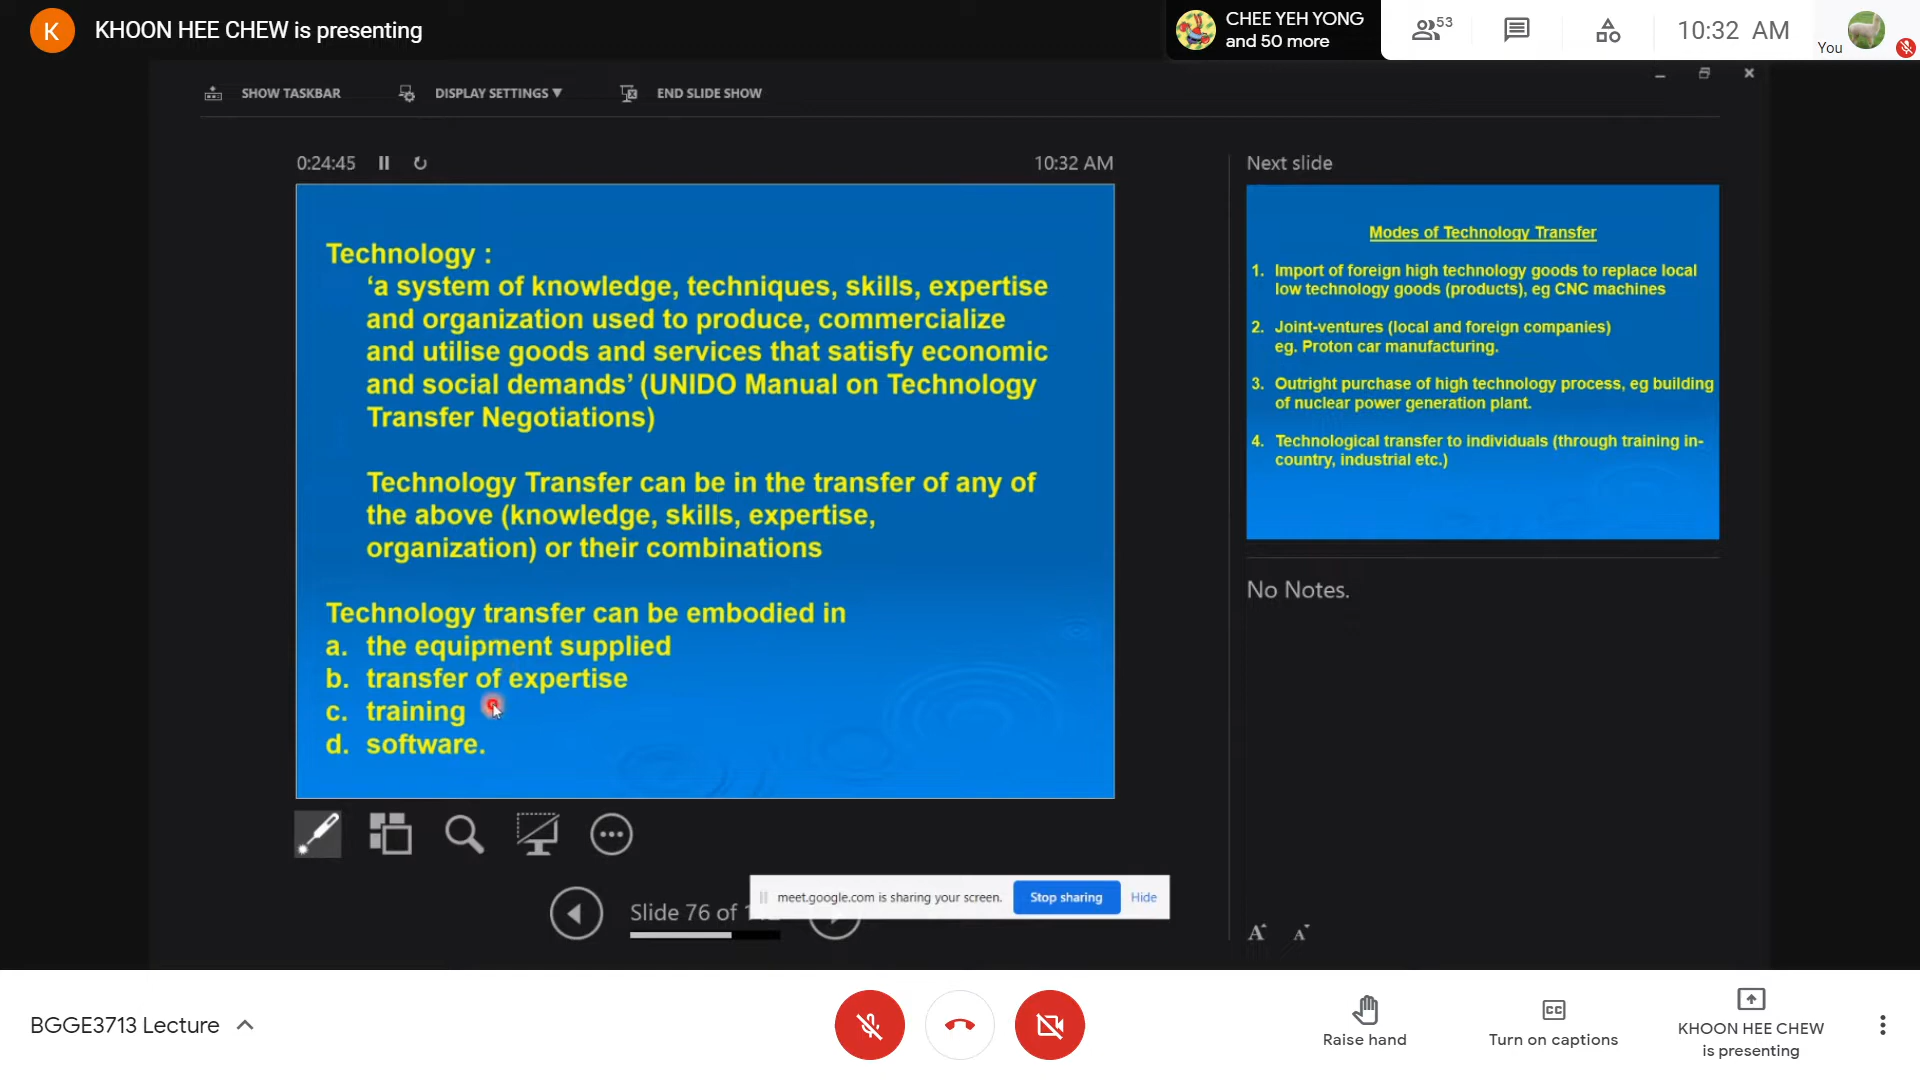 KHOON HEE CHEW is presenting
CHEE YEH YONG
and 50 more
53
10:32 AM
You
SHOW TASKBAR
DISPLAY SETTINGS ▼
END SLIDE SHOW
0:24:45
10:32 AM
Technology :
‘a system of knowledge, techniques, skills, expertise
and organization used to produce, commercialize
and utilise goods and services that satisfy economic
and social demands’ (UNIDO Manual on Technology
Transfer Negotiations)
Technology Transfer can be in the transfer of any of
the above (knowledge, skills, expertise,
organization) or their combinations
Technology transfer can be embodied in
a. the equipment supplied
b. transfer of expertise
c. training
d. software.
Next slide
Modes of Technology Transfer
1. Import of foreign high technology goods to replace local
low technology goods (products), eg CNC machines
2. Joint-ventures (local and foreign companies)
eg. Proton car manufacturing.
3. Outright purchase of high technology process, eg building
of nuclear power generation plant.
4. Technological transfer to individuals (through training in-
country, industrial etc.)
No Notes.
Slide 76 of
meet.google.com is sharing your screen.
Stop sharing
Hide
A
A
BGGE3713 Lecture
Raise hand
CC
Turn on captions
KHOON HEE CHEW
is presenting
K